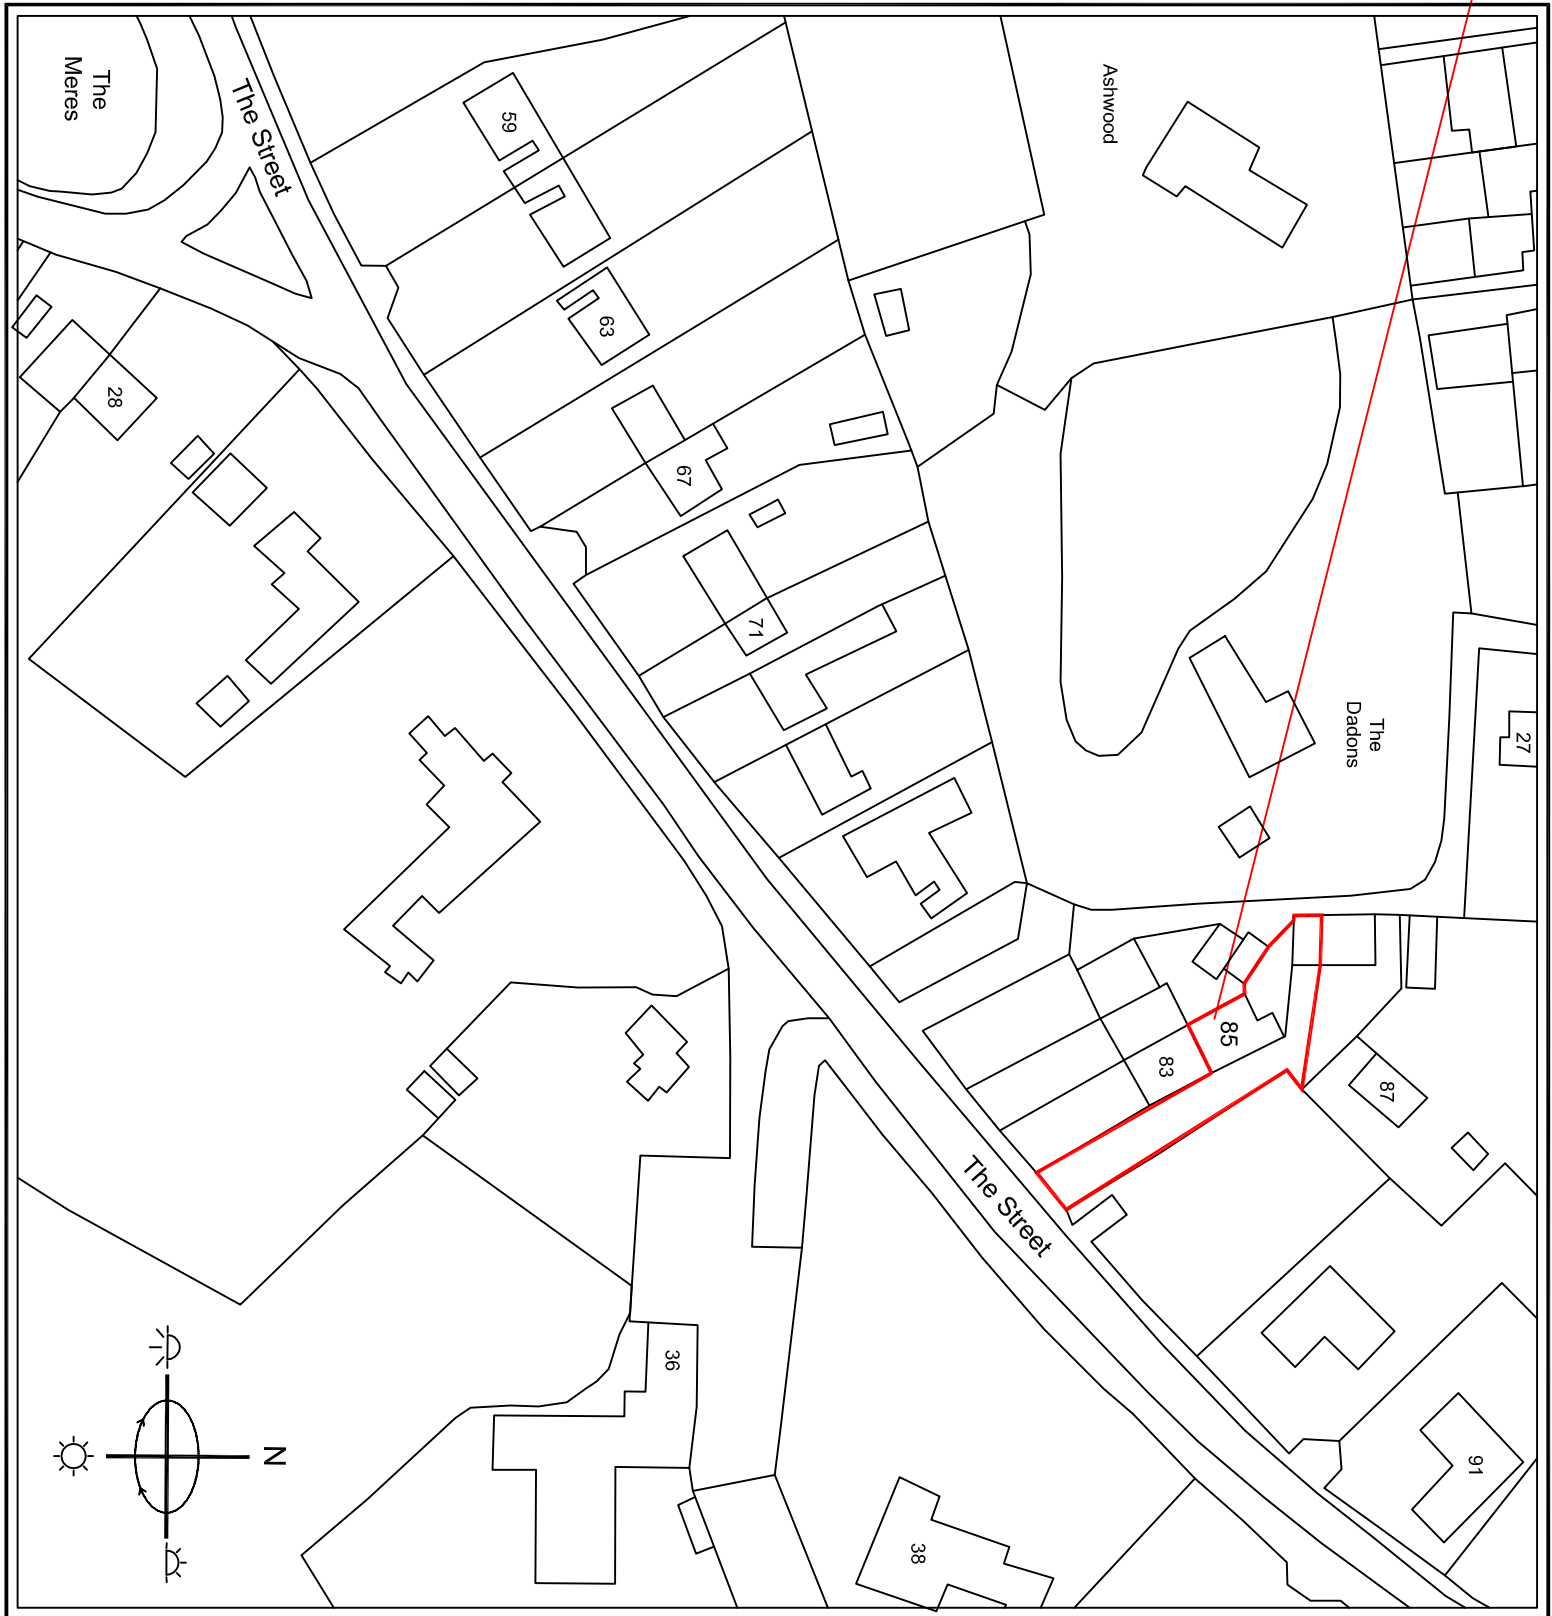 The
Meres
The Street
59
63
67
71
Ashwood
The
Dadons
27
28
85
83
87
The Street
91
36
38
N